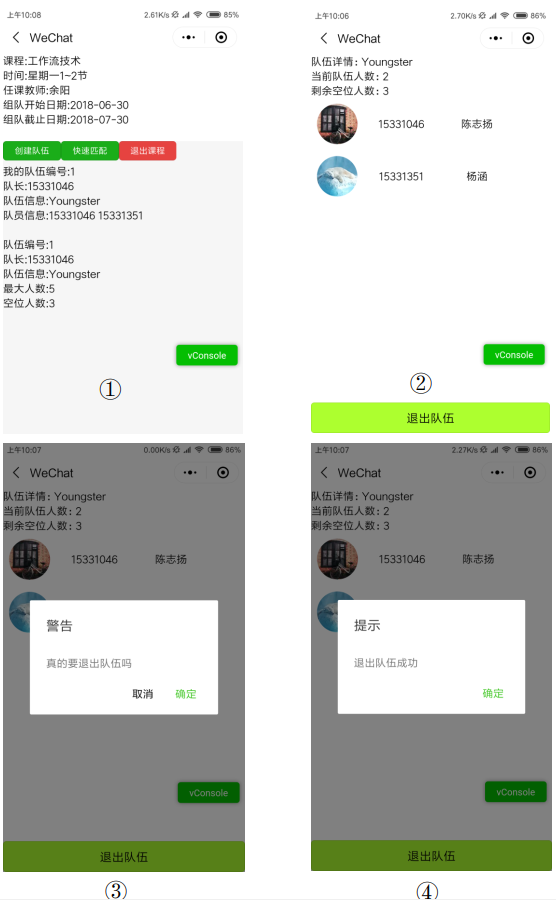 上午10:08 2.61K/s 85%
WeChat
课程:工作流技术
时间:星期一1~2节
任课教师:余阳
组队开始日期:2018-06-30
组队截止日期:2018-07-30
创建队伍 快速匹配 退出课程
我的队伍编号:1
队长:15331046
队伍信息:Youngster
队员信息:15331046 15331351
队伍编号:1
队长:15331046
队伍信息:Youngster
最大人数:5
空位人数:3
vConsole
①
上午10:06 2.70K/s 86%
WeChat
队伍详情: Youngster
当前队伍人数: 2
剩余空位人数: 3
15331046 陈志扬
15331351 杨涵
vConsole
②
退出队伍
上午10:07 0.00K/s 86%
WeChat
队伍详情: Youngster
当前队伍人数: 2
剩余空位人数: 3
15331046 陈志扬
警告
真的要退出队伍吗
取消 确定
vConsole
退出队伍
③
上午10:07 2.27K/s 86%
WeChat
队伍详情: Youngster
当前队伍人数: 2
剩余空位人数: 3
15331046 陈志扬
提示
退出队伍成功
确定
vConsole
退出队伍
④